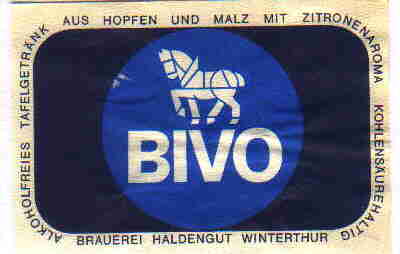 ALKOHOLFREIES TAFELGETRÄNK AUS HOPFEN UND MALZ MIT ZITRONENAROMA KOHLENSÄUREHALTIG
BIVO
BRAUEREI HALDENGUT WINTERTHUR